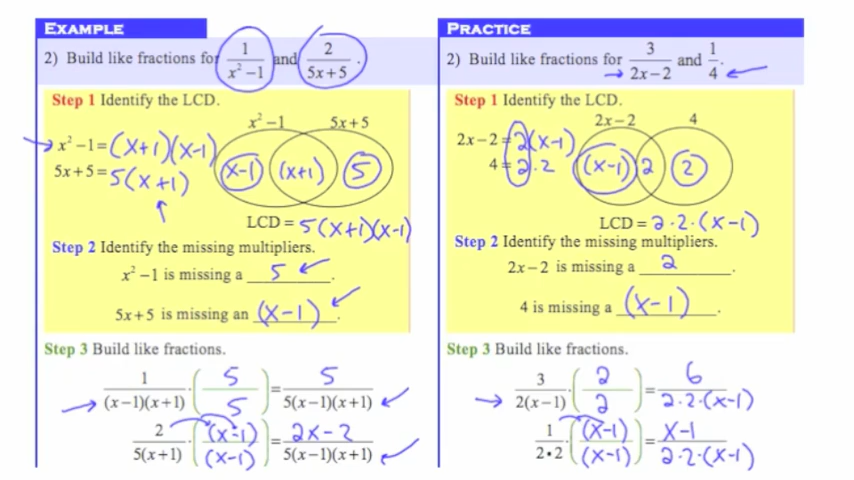 EXAMPLE
2) Build like fractions for 1/(x² −1) and 2/(5x+5).
Step 1 Identify the LCD.
x² −1 5x+5
x² −1 = (x+1)(x-1)
5x+5 = 5(x+1)
(x-1) (x+1) 5
LCD = 5(x+1)(x-1)
Step 2 Identify the missing multipliers.
x² −1 is missing a 5.
5x+5 is missing an (x-1).
Step 3 Build like fractions.
1/((x−1)(x+1)) · (5/5) = 5/(5(x−1)(x+1))
2/(5(x+1)) · ((x-1)/(x-1)) = (2x-2)/(5(x−1)(x+1))
PRACTICE
2) Build like fractions for 3/(2x−2) and 1/4.
Step 1 Identify the LCD.
2x−2 4
2x−2 = 2(x-1)
4 = 2·2
(x-1) 2 2
LCD = 2·2·(x-1)
Step 2 Identify the missing multipliers.
2x−2 is missing a 2.
4 is missing a (x-1).
Step 3 Build like fractions.
3/(2(x−1)) · (2/2) = 6/(2·2·(x-1))
1/(2•2) · ((x-1)/(x-1)) = (x-1)/(2·2·(x-1))